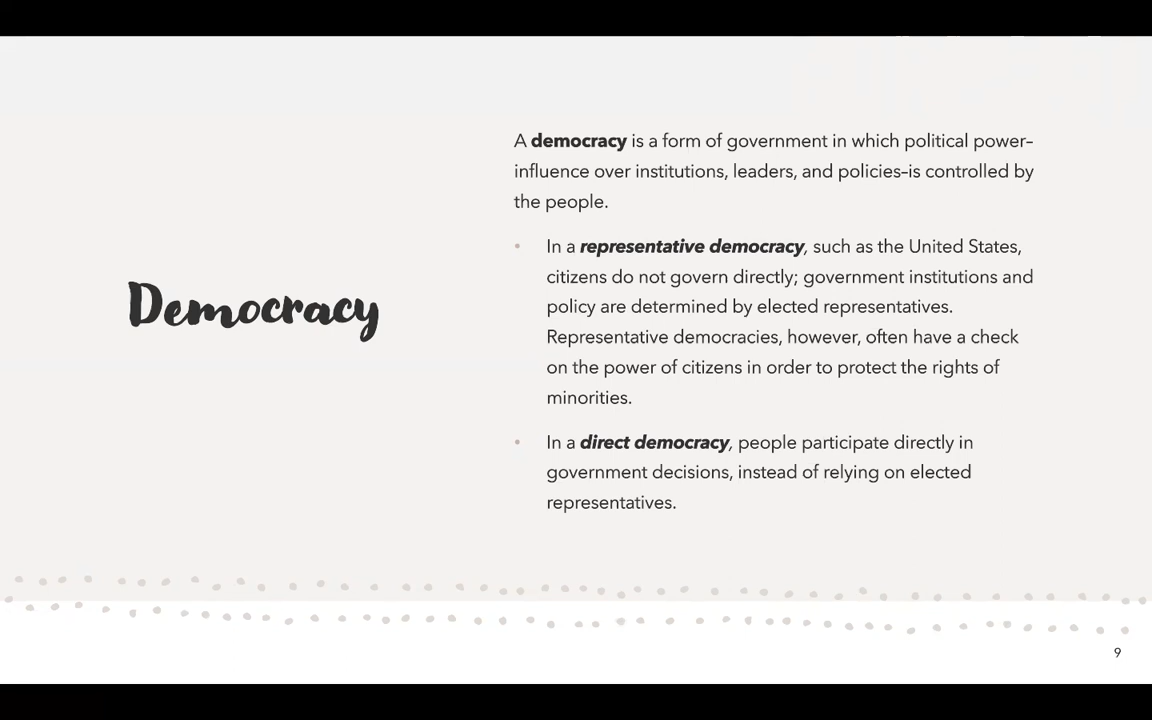 Democracy
A democracy is a form of government in which political power–
influence over institutions, leaders, and policies–is controlled by
the people.
• In a representative democracy, such as the United States,
citizens do not govern directly; government institutions and
policy are determined by elected representatives.
Representative democracies, however, often have a check
on the power of citizens in order to protect the rights of
minorities.
• In a direct democracy, people participate directly in
government decisions, instead of relying on elected
representatives.
9